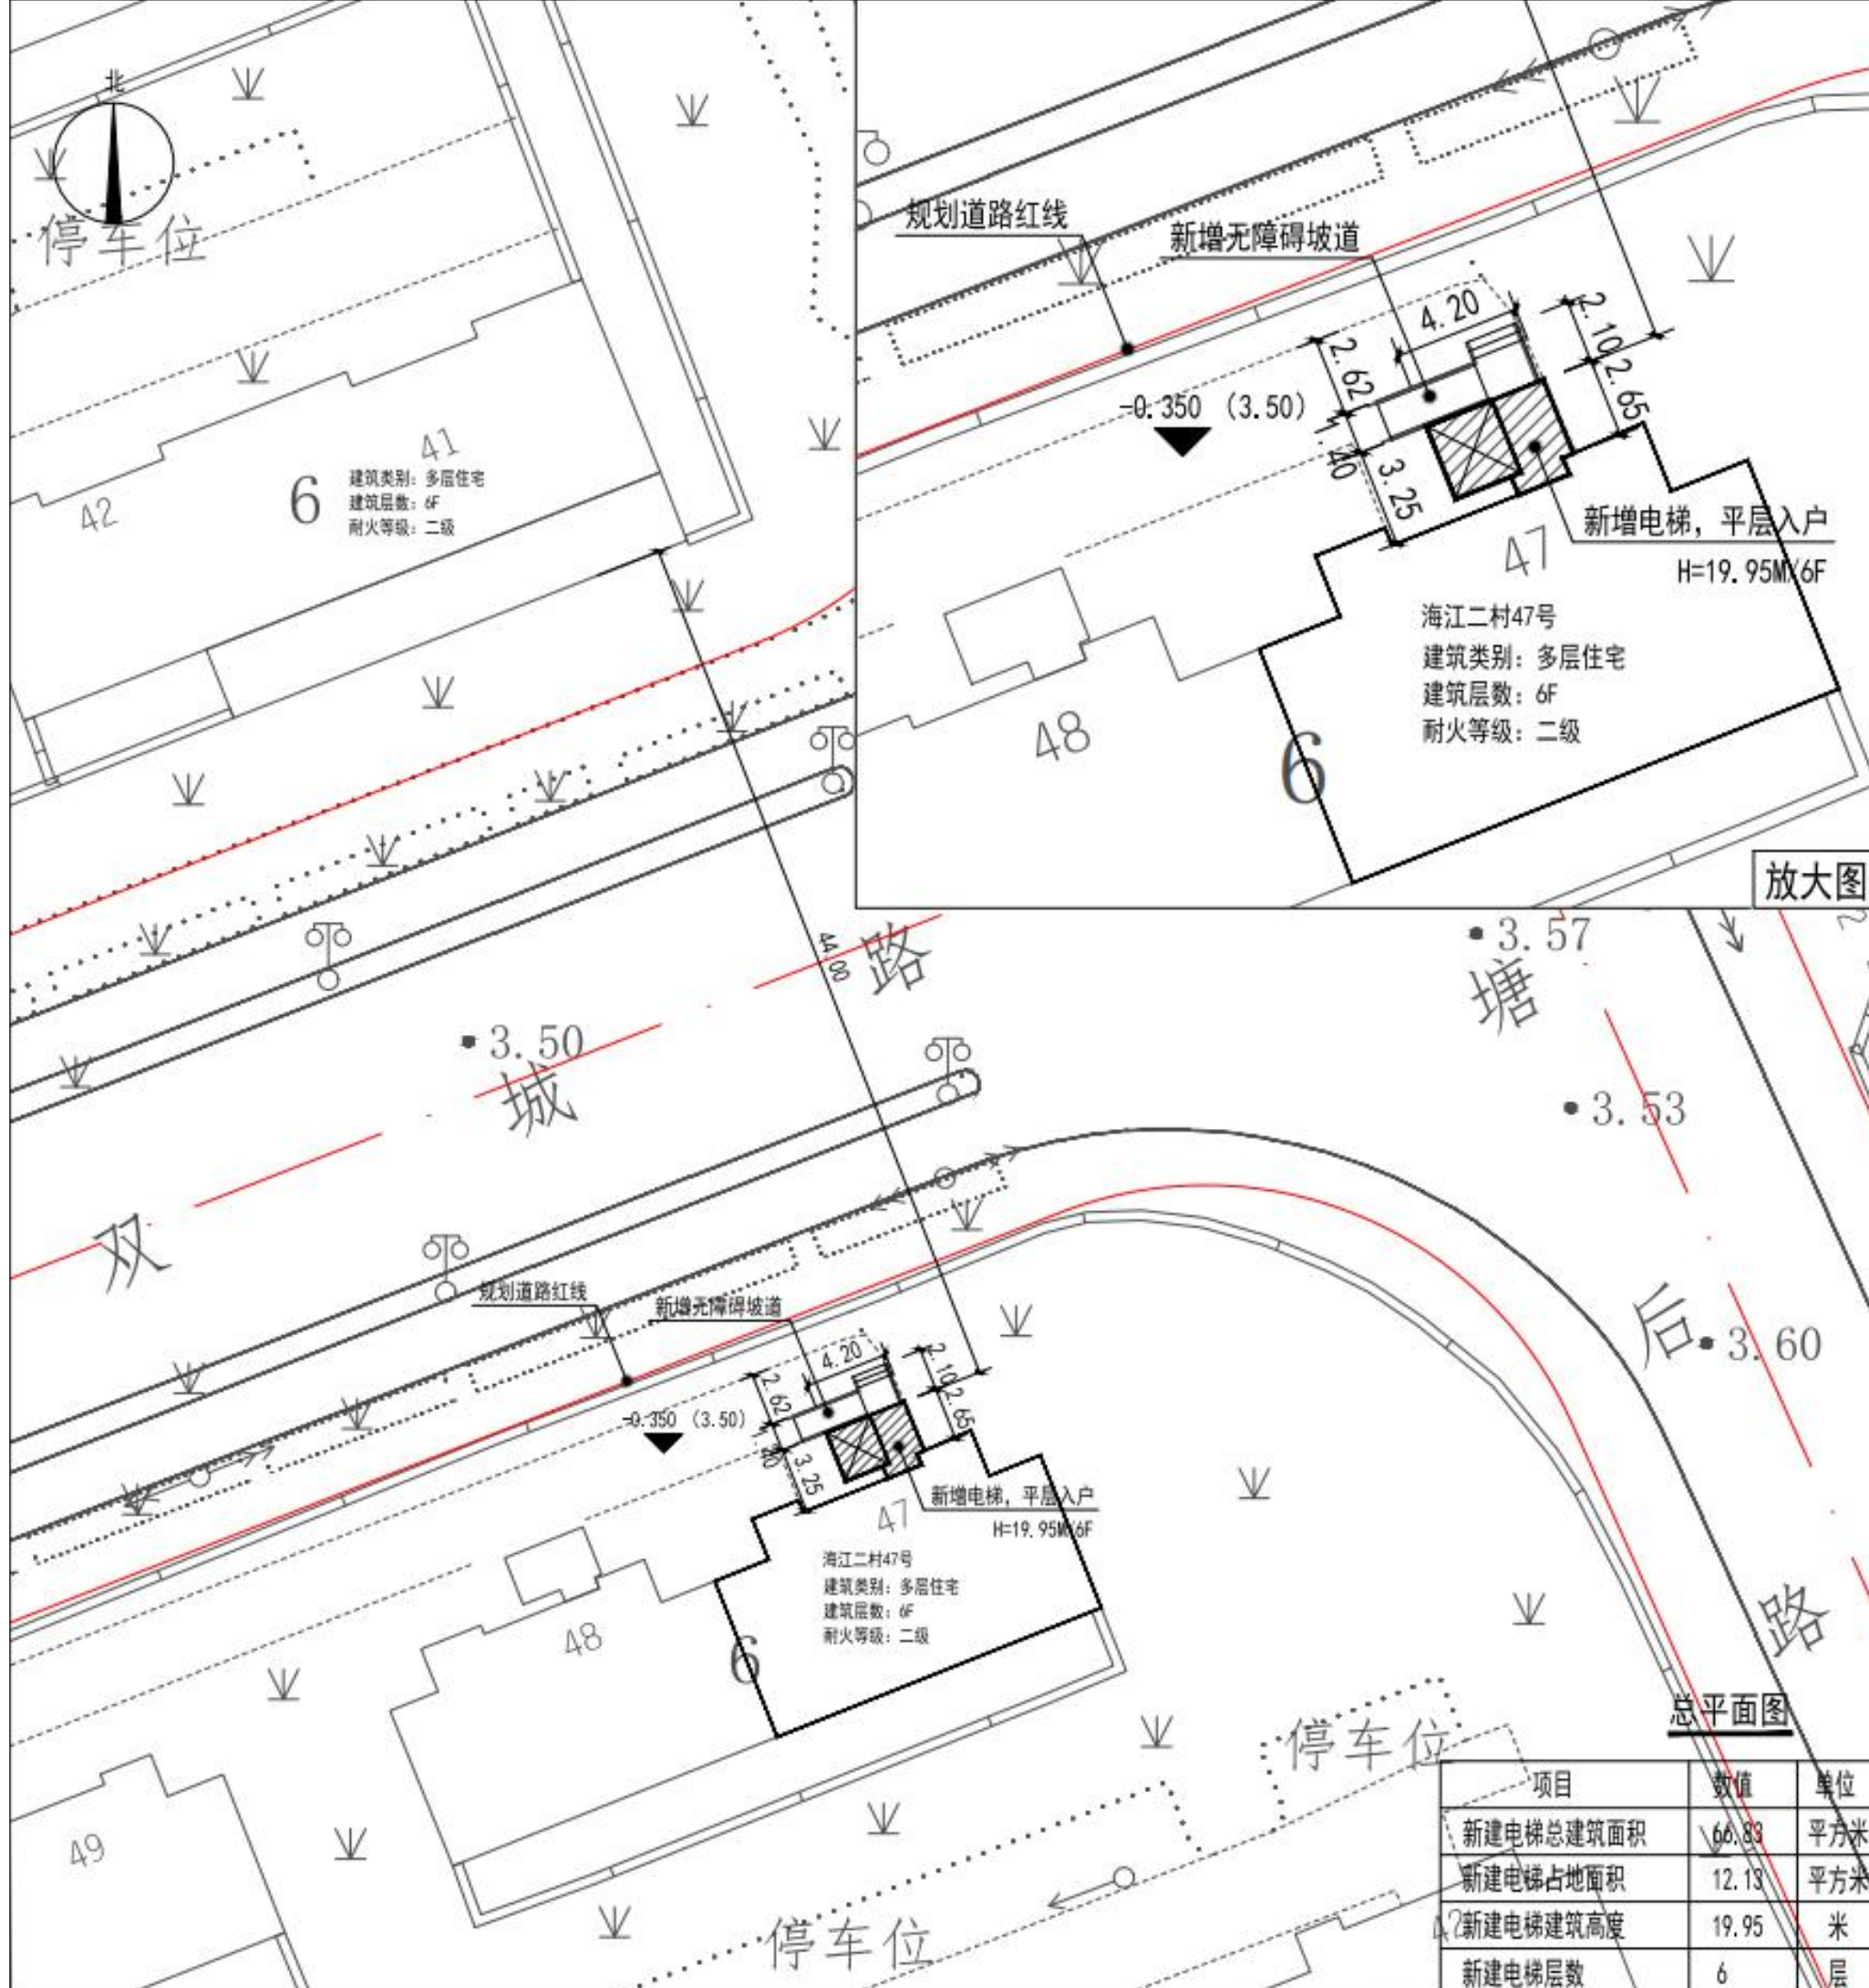 北
停车位
41
6
建筑类别：多层住宅
建筑层数：6F
耐火等级：二级
42
规划道路红线
新增无障碍坡道
4.20
2.10
2.62
2.65
-0.350 (3.50)
3.25
新增电梯，平层入户
H=19.95M/6F
47
海江二村47号
建筑类别：多层住宅
建筑层数：6F
耐火等级：二级
48
6
放大图
44.00
路
3.57
塘
3.50
城
3.53
双
后
3.60
规划道路红线
新增无障碍坡道
4.20
2.10
2.62
2.65
-0.350 (3.50)
3.25
新增电梯，平层入户
H=19.95M/6F
47
海江二村47号
建筑类别：多层住宅
建筑层数：6F
耐火等级：二级
48
6
路
总平面图
停车位
49
停车位
项目 数值 单位
新建电梯总建筑面积 66.83 平方米
新建电梯占地面积 12.13 平方米
新建电梯建筑高度 19.95 米
新建电梯层数 6 层